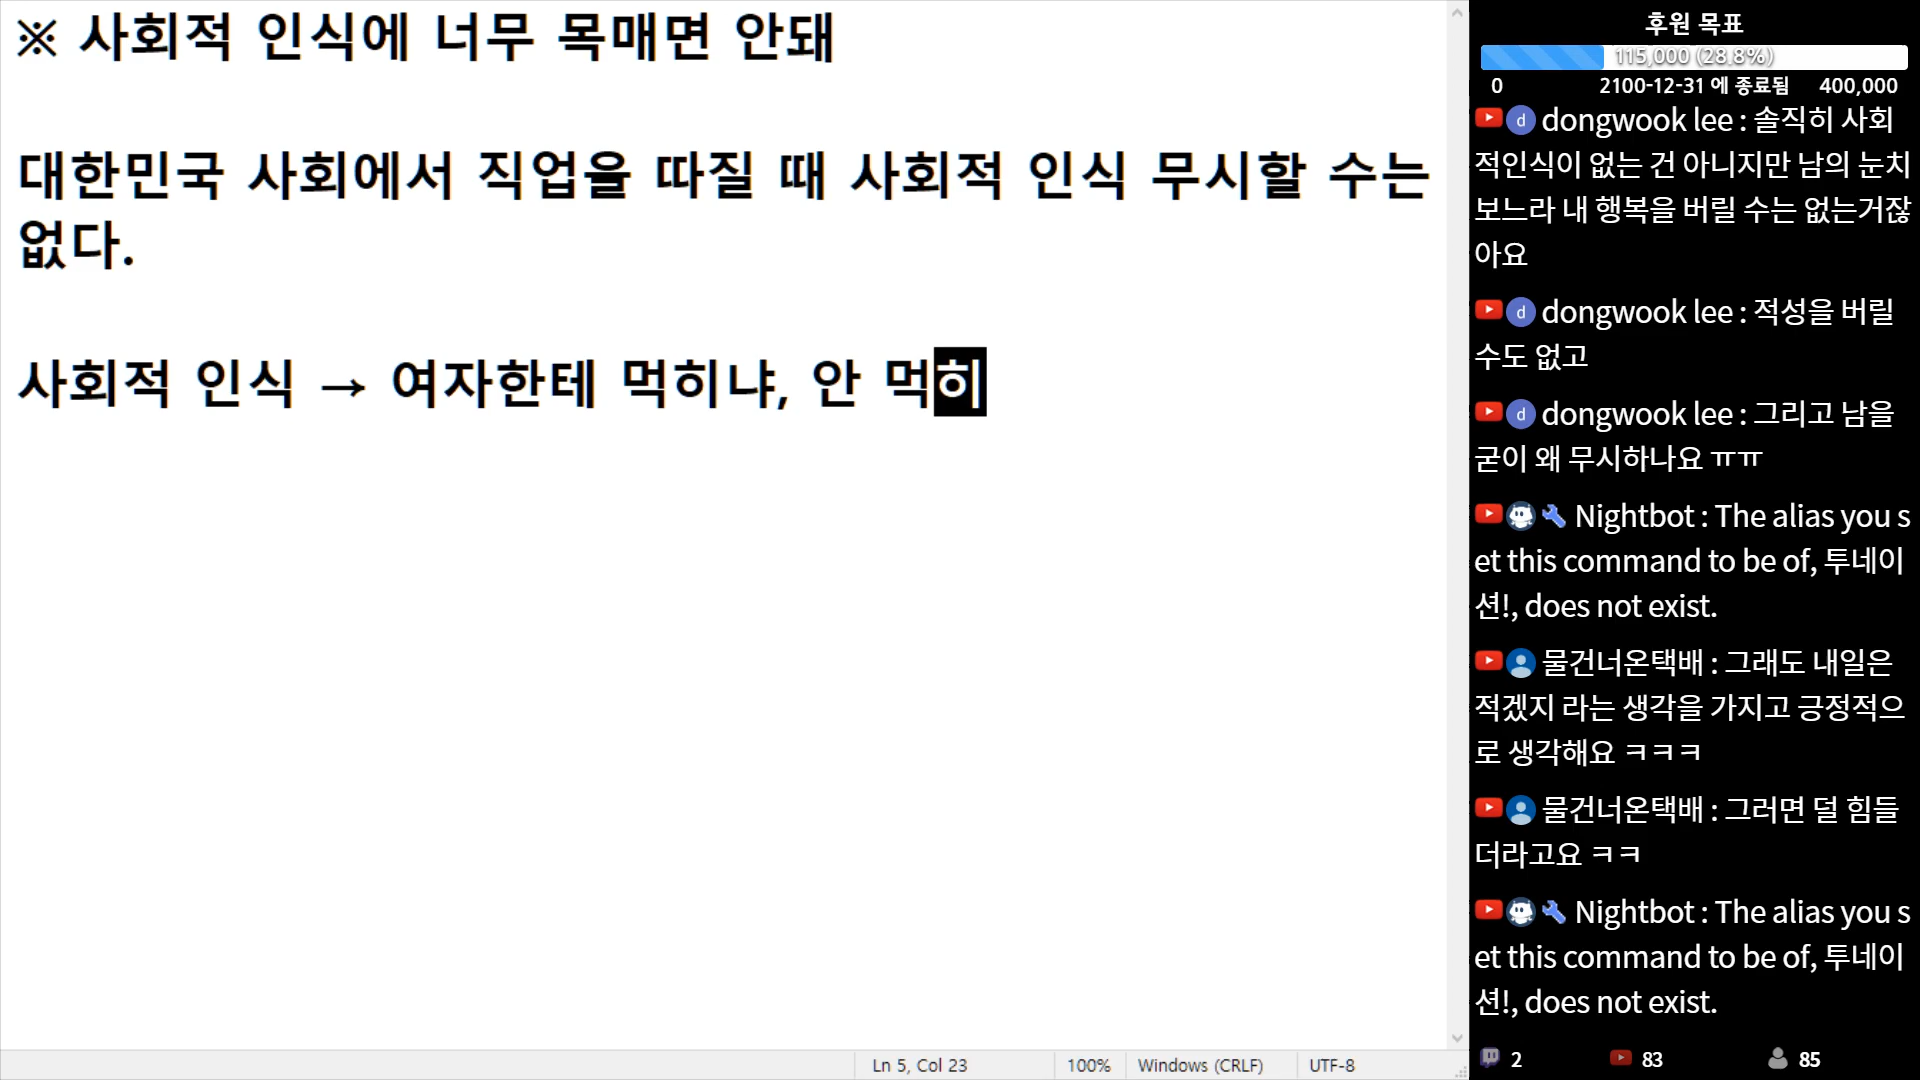 ※ 사회적 인식에 너무 목매면 안돼
대한민국 사회에서 직업을 따질 때 사회적 인식 무시할 수는
없다.
사회적 인식 → 여자한테 먹히냐, 안 먹히
Ln 5, Col 23
100%
Windows (CRLF)
UTF-8
후원 목표
115,000 (28.8%)
0 2100-12-31 에 종료됨 400,000
d dongwook lee : 솔직히 사회
적인식이 없는 건 아니지만 남의 눈치
보느라 내 행복을 버릴 수는 없는거잖
아요
d dongwook lee : 적성을 버릴
수도 없고
d dongwook lee : 그리고 남을
굳이 왜 무시하나요 ㅠㅠ
Nightbot : The alias you s
et this command to be of, 투네이
션!, does not exist.
물건너온택배 : 그래도 내일은
적겠지 라는 생각을 가지고 긍정적으
로 생각해요 ㅋㅋㅋ
물건너온택배 : 그러면 덜 힘들
더라고요 ㅋㅋ
Nightbot : The alias you s
et this command to be of, 투네이
션!, does not exist.
2 83 85